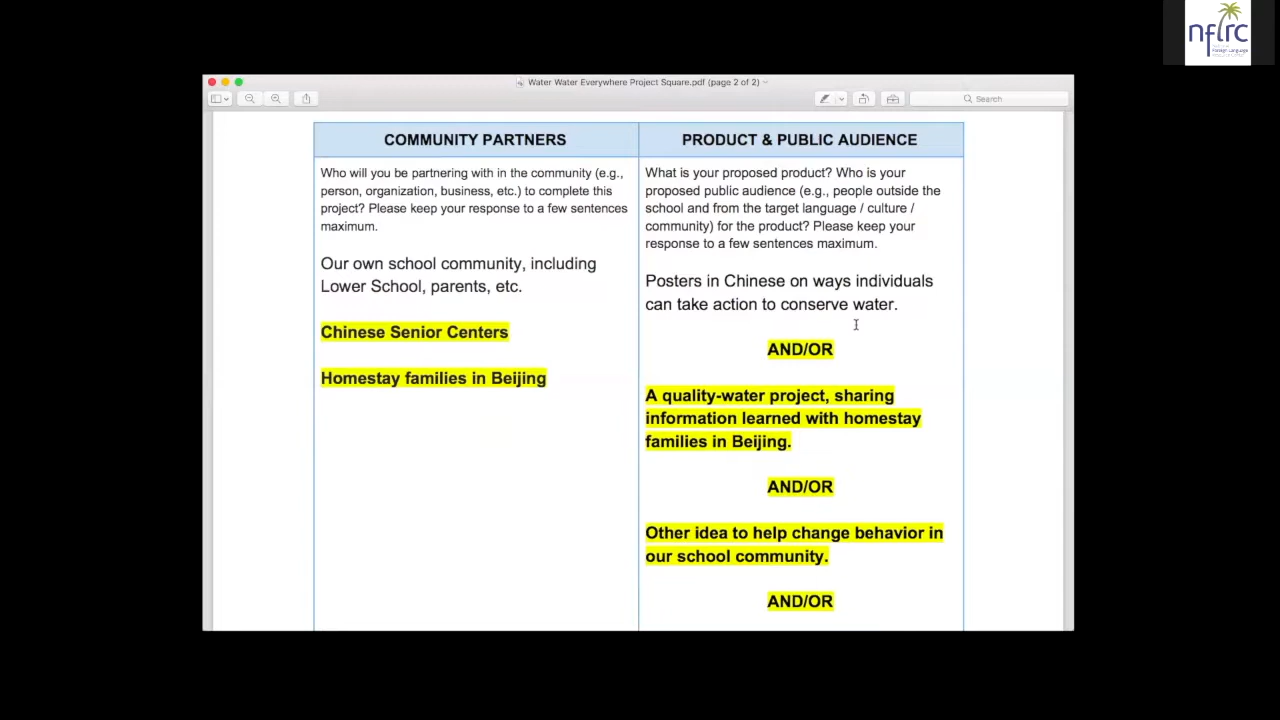 nflrc
Water Water Everywhere Project Square.pdf (page 2 of 2)
Search
COMMUNITY PARTNERS
Who will you be partnering with in the community (e.g.,
person, organization, business, etc.) to complete this
project? Please keep your response to a few sentences
maximum.
Our own school community, including
Lower School, parents, etc.
Chinese Senior Centers
Homestay families in Beijing
PRODUCT & PUBLIC AUDIENCE
What is your proposed product? Who is your
proposed public audience (e.g., people outside the
school and from the target language / culture /
community) for the product? Please keep your
response to a few sentences maximum.
Posters in Chinese on ways individuals
can take action to conserve water.
AND/OR
A quality-water project, sharing
information learned with homestay
families in Beijing.
AND/OR
Other idea to help change behavior in
our school community.
AND/OR